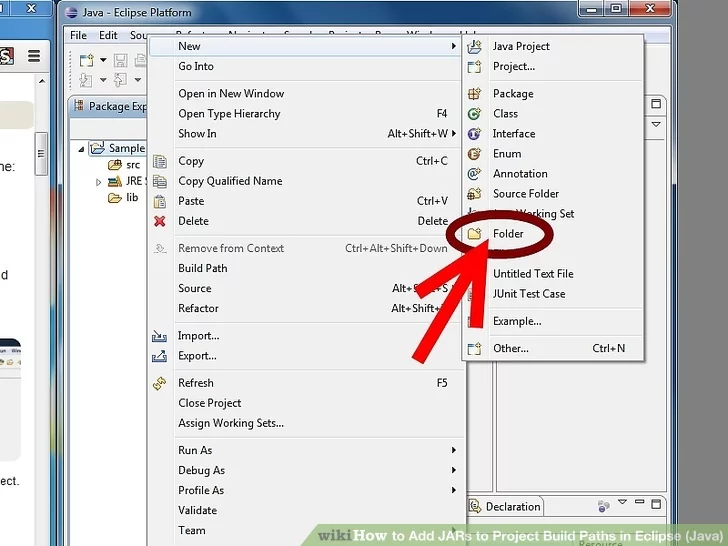 Java - Eclipse Platform
File Edit
Package Exp
Sample
src
JRE S
lib
New
Go Into
Open in New Window
Open Type Hierarchy F4
Show In Alt+Shift+W
Copy Ctrl+C
Copy Qualified Name
Paste Ctrl+V
Delete Delete
Remove from Context Ctrl+Alt+Shift+Down
Build Path
Source Alt+Shift+S
Refactor Alt+Shift+
Import...
Export...
Refresh F5
Close Project
Assign Working Sets...
Run As
Debug As
Profile As
Validate
Team
Java Project
Project...
Package
Class
Interface
Enum
Annotation
Source Folder
Working Set
Folder
Untitled Text File
JUnit Test Case
Example...
Other... Ctrl+N
Declaration
me:
d
ect.
wikiHow to Add JARs to Project Build Paths in Eclipse (Java)